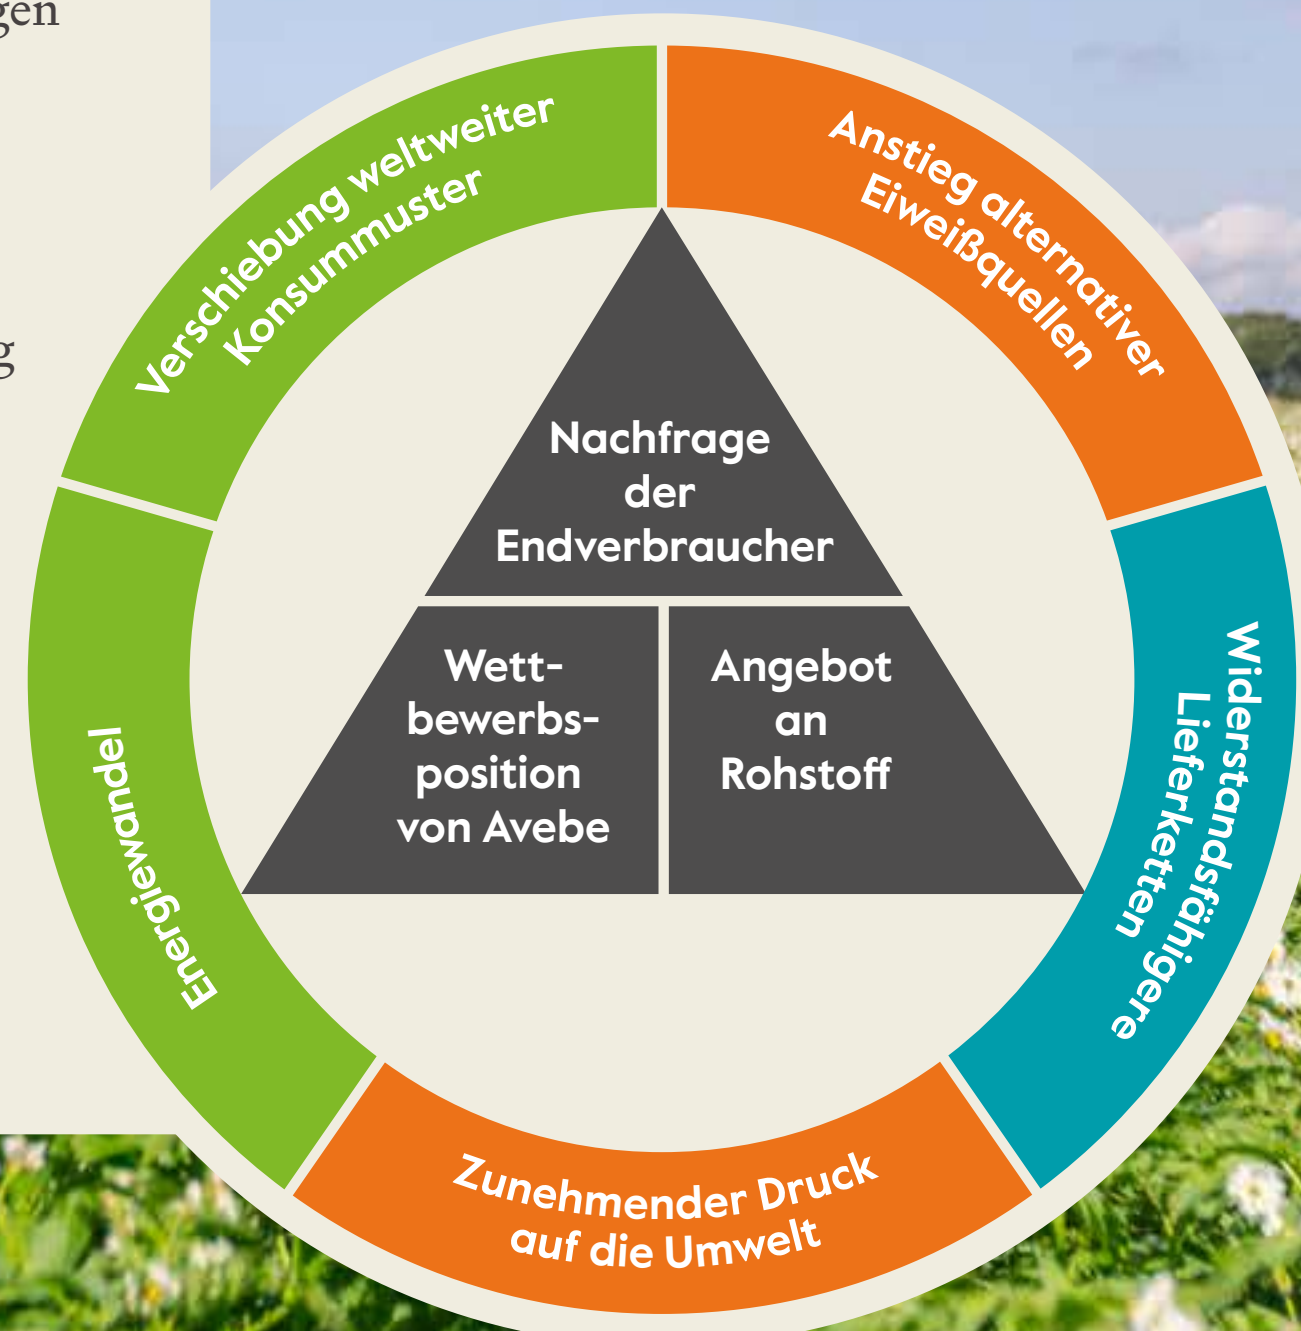 gen
g
Verschiebung weltweiter
Konsummuster
Anstieg alternativer
Eiweißquellen
Nachfrage
der
Endverbraucher
Wett-
bewerbs-
position
von Avebe
Angebot
an
Rohstoff
Widerstandsfähigere
Lieferketten
Energiewandel
Zunehmender Druck
auf die Umwelt